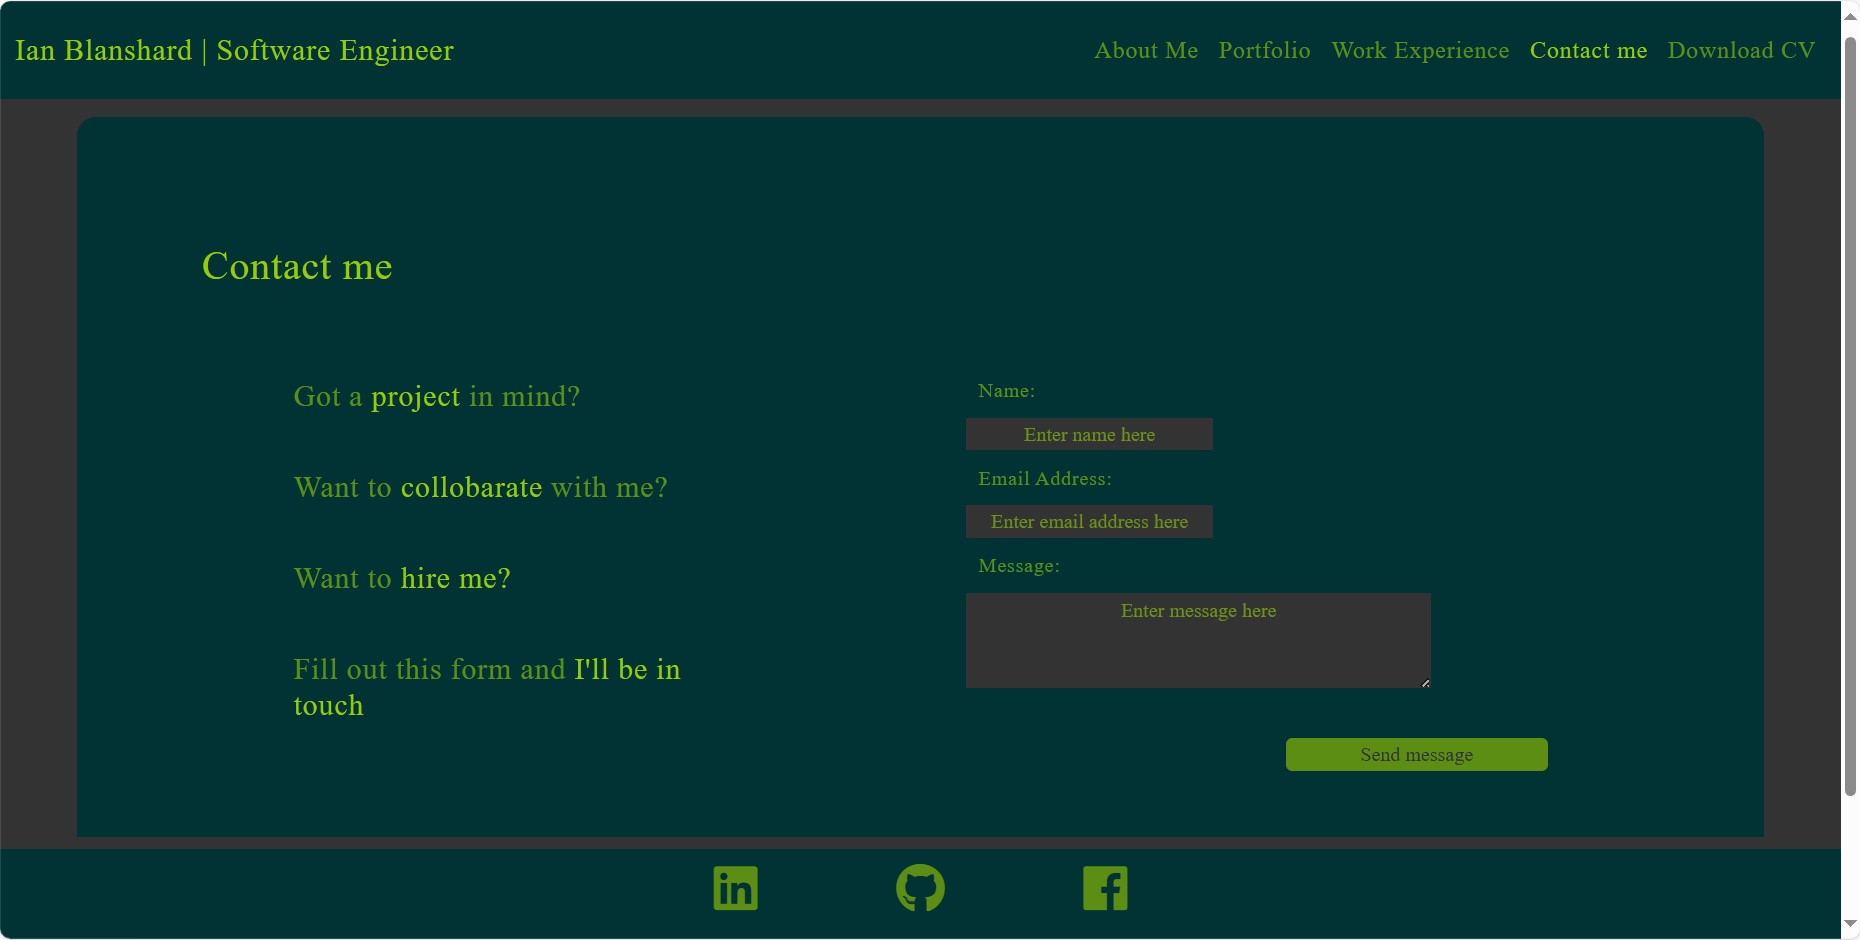 Ian Blanshard | Software Engineer
About Me Portfolio Work Experience Contact me Download CV
Contact me
Got a project in mind?
Want to collobarate with me?
Want to hire me?
Fill out this form and I'll be in
touch
Name:
Enter name here
Email Address:
Enter email address here
Message:
Enter message here
Send message